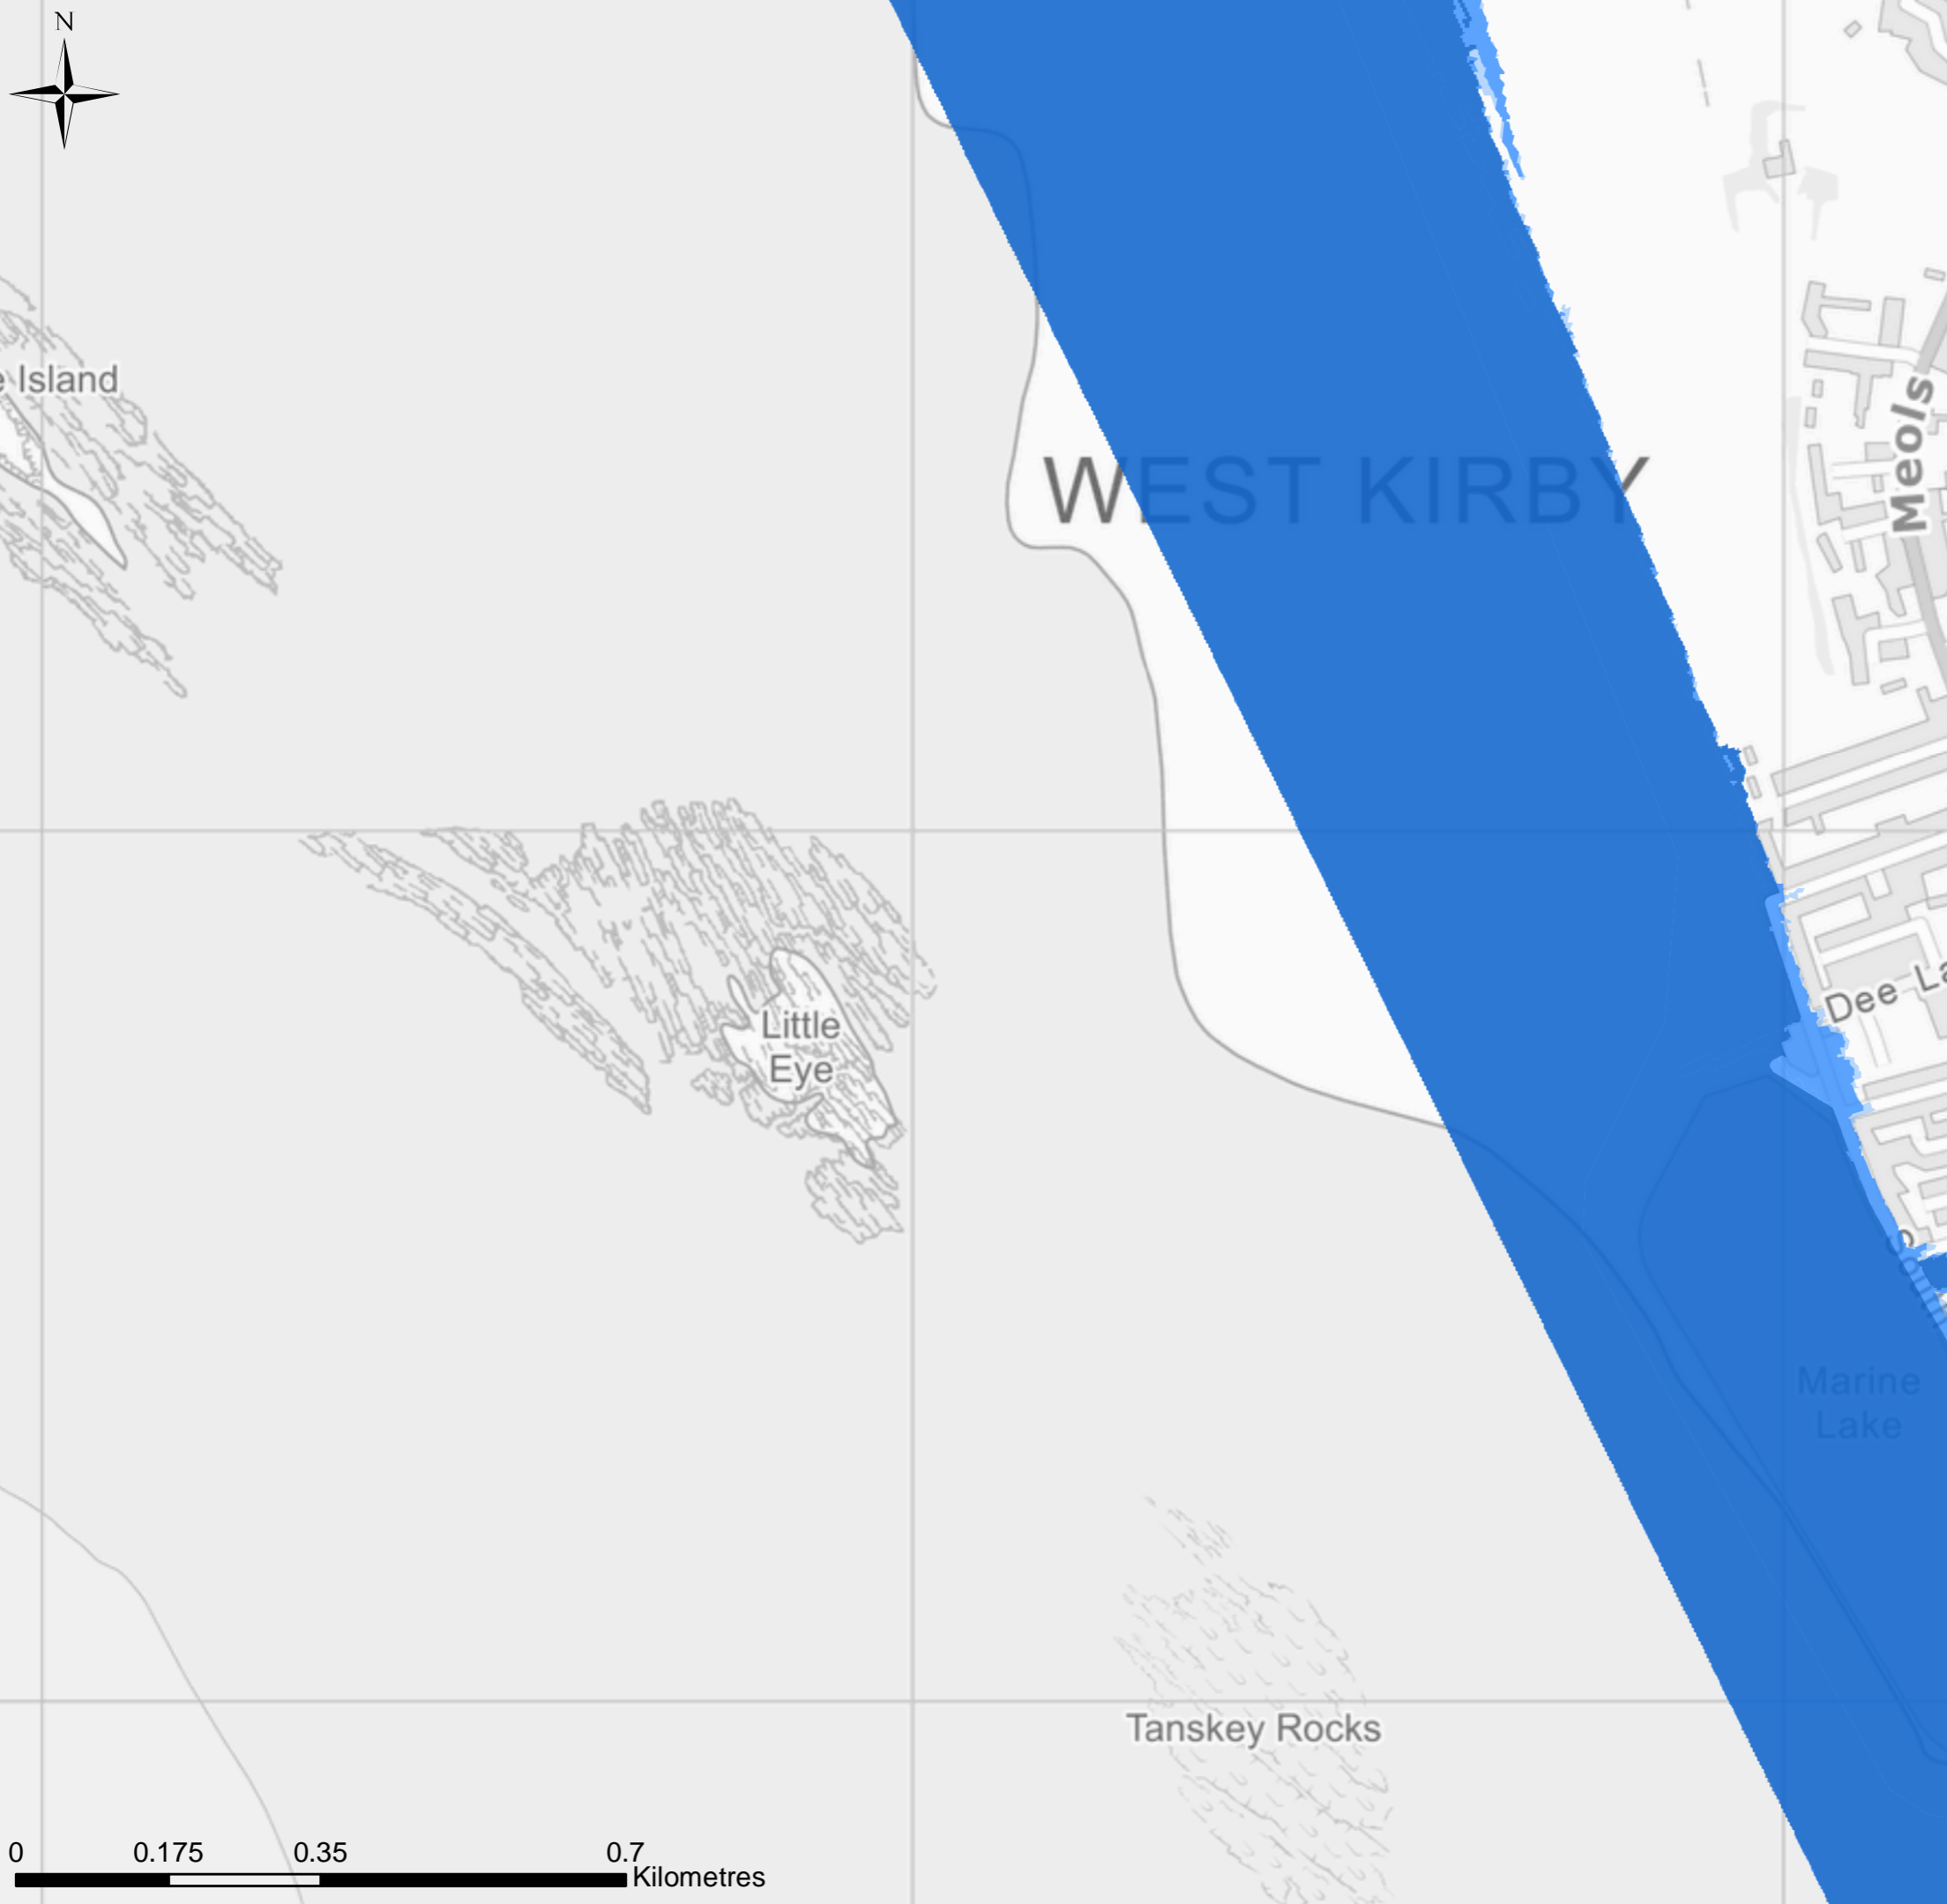 N
e Island
WEST KIRBY
Meols
Little
Eye
Dee La
Marine
Lake
Tanskey Rocks
0 0.175 0.35 0.7
Kilometres